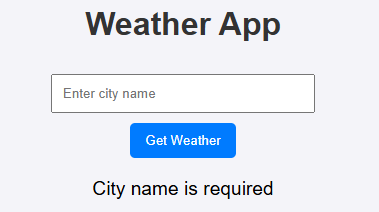 Weather App
Enter city name
Get Weather
City name is required